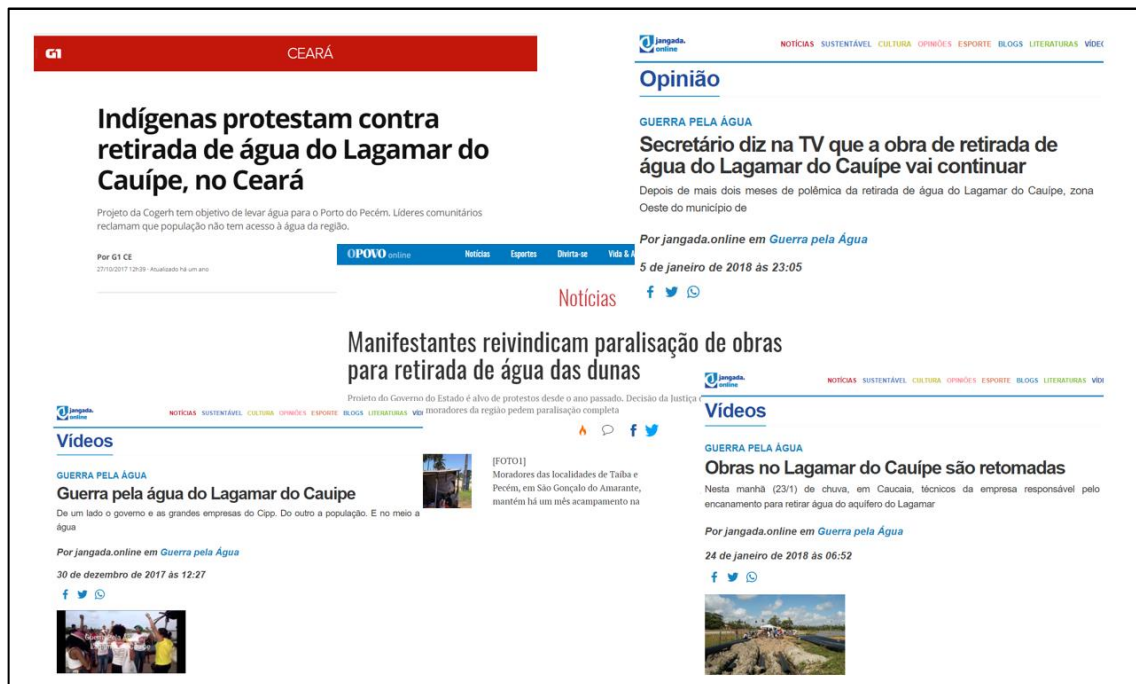 G1
CEARÁ
Indígenas protestam contra
retirada de água do Lagamar do
Cauípe, no Ceará
Projeto da Cogerh tem objetivo de levar água para o Porto do Pecém. Líderes comunitários
reclamam que população não tem acesso à água da região.
Por G1 CE
27/10/2017 12h39 · Atualizado há um ano
jangada.
online
NOTÍCIAS SUSTENTÁVEL CULTURA OPINIÕES ESPORTE BLOGS LITERATURAS VÍDEO
Opinião
GUERRA PELA ÁGUA
Secretário diz na TV que a obra de retirada de
água do Lagamar do Cauípe vai continuar
Depois de mais dois meses de polêmica da retirada de água do Lagamar do Cauípe, zona
Oeste do município de
Por jangada.online em Guerra pela Água
5 de janeiro de 2018 às 23:05
O POVO online
Notícias Esportes Divirta-se Vida & A
Notícias
Manifestantes reivindicam paralisação de obras
para retirada de água das dunas
Projeto do Governo do Estado é alvo de protestos desde o ano passado. Decisão da Justiça
moradores da região pedem paralisação completa
[FOTO1]
Moradores das localidades de Taíba e
Pecém, em São Gonçalo do Amarante,
mantém há um mês acampamento na
jangada.
online
NOTÍCIAS SUSTENTÁVEL CULTURA OPINIÕES ESPORTE BLOGS LITERATURAS
Vídeos
GUERRA PELA ÁGUA
Guerra pela água do Lagamar do Cauipe
De um lado o governo e as grandes empresas do Cipp. Do outro a população. E no meio a
água
Por jangada.online em Guerra pela Água
30 de dezembro de 2017 às 12:27
jangada.
online
NOTÍCIAS SUSTENTÁVEL CULTURA OPINIÕES ESPORTE BLOGS LITERATURAS
Vídeos
GUERRA PELA ÁGUA
Obras no Lagamar do Cauípe são retomadas
Nesta manhã (23/1) de chuva, em Caucaia, técnicos da empresa responsável pelo
encanamento para retirar água do aquífero do Lagamar
Por jangada.online em Guerra pela Água
24 de janeiro de 2018 às 06:52